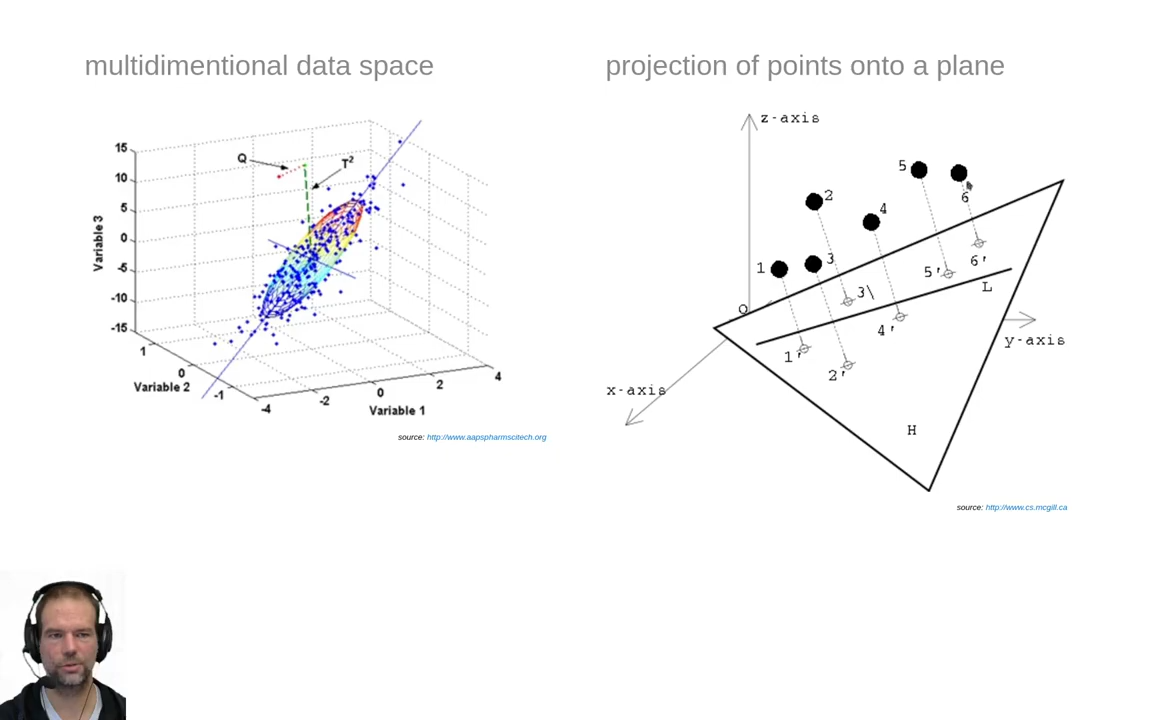 multidimentional data space
projection of points onto a plane
Q
T²
15
10
5
0
-5
-10
-15
Variable 3
1
0
-1
Variable 2
-4
-2
0
2
4
Variable 1
source: http://www.aapspharmscitech.org
z-axis
5
6
2
4
1
3
5'
6'
3\
L
O
4'
1'
2'
y-axis
x-axis
H
source: http://www.cs.mcgill.ca